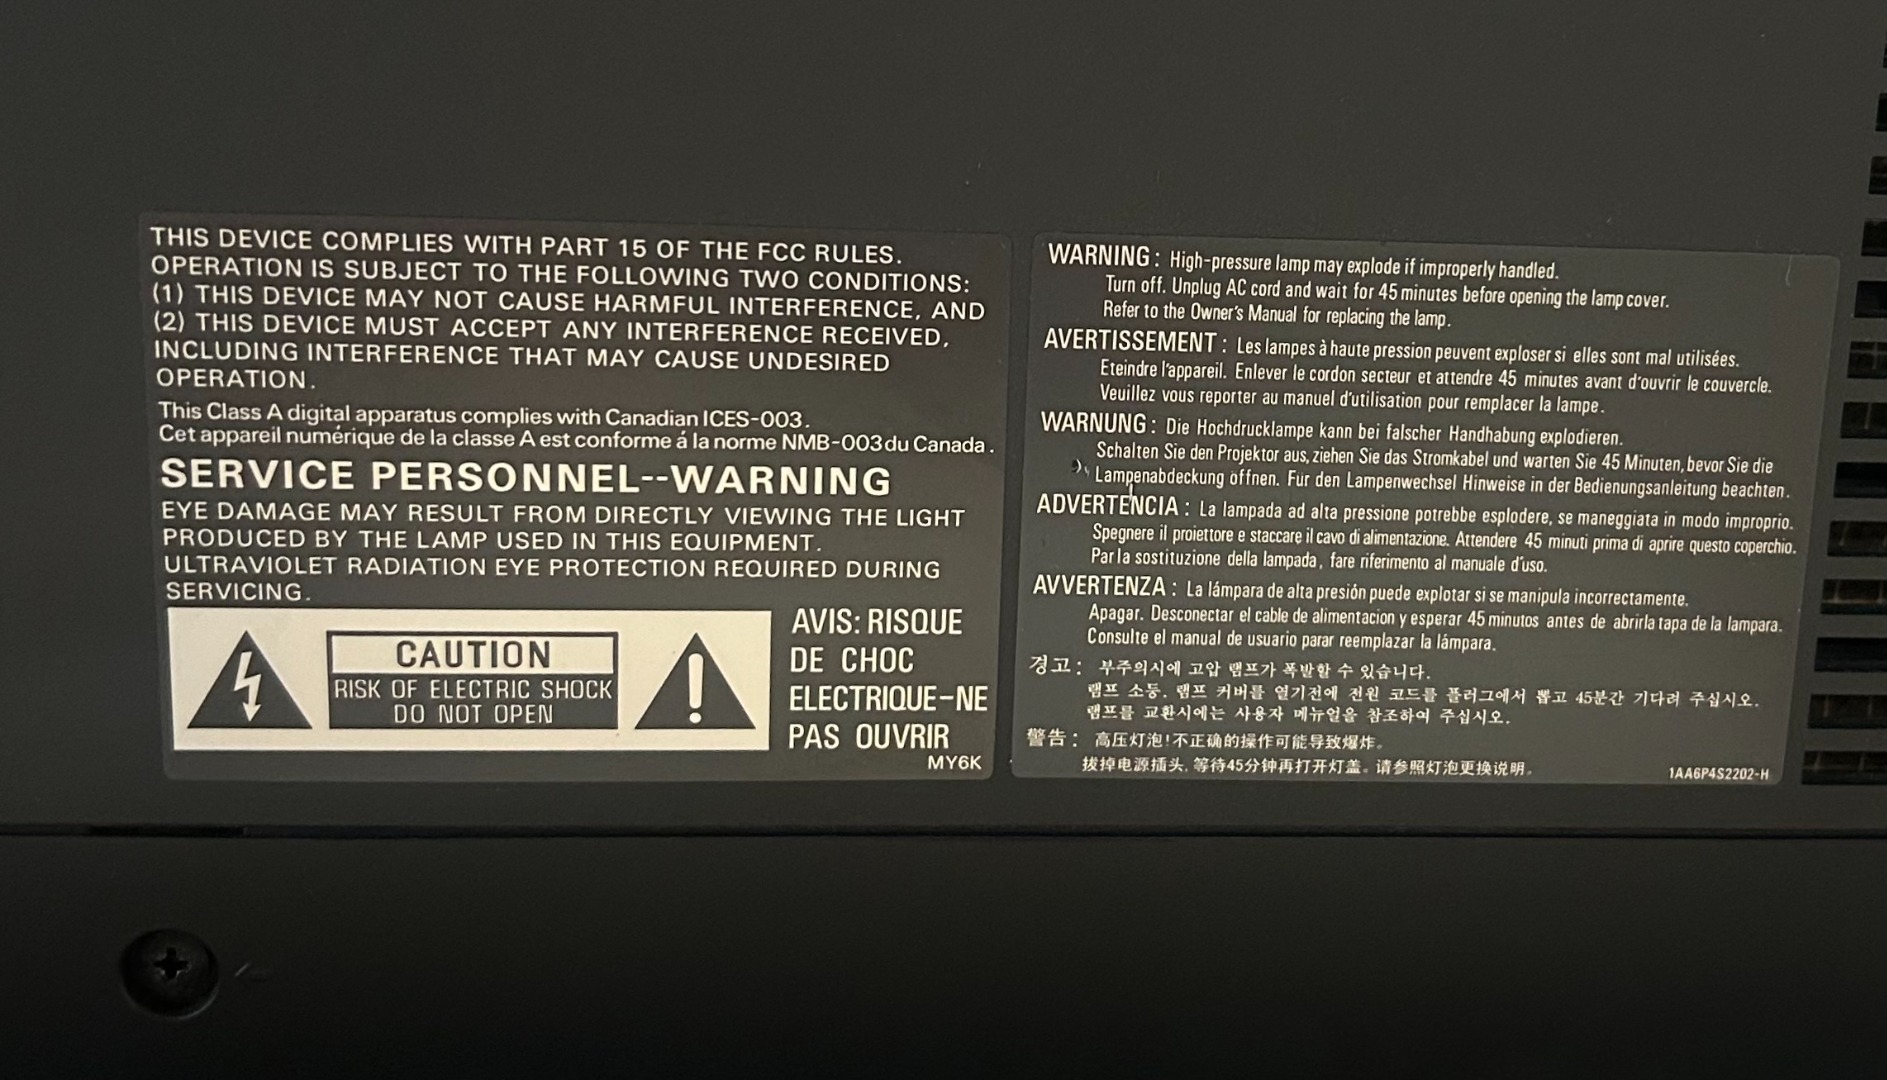 THIS DEVICE COMPLIES WITH PART 15 OF THE FCC RULES.
OPERATION IS SUBJECT TO THE FOLLOWING TWO CONDITIONS:
(1) THIS DEVICE MAY NOT CAUSE HARMFUL INTERFERENCE, AND
(2) THIS DEVICE MUST ACCEPT ANY INTERFERENCE RECEIVED,
INCLUDING INTERFERENCE THAT MAY CAUSE UNDESIRED
OPERATION.
This Class A digital apparatus complies with Canadian ICES-003.
Cet appareil numérique de la classe A est conforme á la norme NMB-003 du Canada.
SERVICE PERSONNEL--WARNING
EYE DAMAGE MAY RESULT FROM DIRECTLY VIEWING THE LIGHT
PRODUCED BY THE LAMP USED IN THIS EQUIPMENT.
ULTRAVIOLET RADIATION EYE PROTECTION REQUIRED DURING
SERVICING.
CAUTION
RISK OF ELECTRIC SHOCK
DO NOT OPEN
AVIS: RISQUE
DE CHOC
ELECTRIQUE-NE
PAS OUVRIR
MY6K
WARNING : High-pressure lamp may explode if improperly handled.
Turn off. Unplug AC cord and wait for 45 minutes before opening the lamp cover.
Refer to the Owner's Manual for replacing the lamp.
AVERTISSEMENT : Les lampes à haute pression peuvent exploser si elles sont mal utilisées.
Eteindre l'appareil. Enlever le cordon secteur et attendre 45 minutes avant d'ouvrir le couvercle.
Veuillez vous reporter au manuel d'utilisation pour remplacer la lampe.
WARNUNG : Die Hochdrucklampe kann bei falscher Handhabung explodieren.
Schalten Sie den Projektor aus, ziehen Sie das Stromkabel und warten Sie 45 Minuten, bevor Sie die
Lampenabdeckung öffnen. Für den Lampenwechsel Hinweise in der Bedienungsanleitung beachten.
ADVERTENCIA : La lampada ad alta pressione potrebbe esplodere, se maneggiata in modo improprio.
Spegnere il proiettore e staccare il cavo di alimentazione. Attendere 45 minuti prima di aprire questo coperchio.
Par la sostituzione della lampada, fare riferimento al manuale d'uso.
AVVERTENZA : La lámpara de alta presión puede explotar si se manipula incorrectamente.
Apagar. Desconectar el cable de alimentacion y esperar 45 minutos antes de abrirla tapa de la lampara.
Consulte el manual de usuario parar reemplazar la lámpara.
경고 : 부주의시에 고압 램프가 폭발할 수 있습니다.
램프 소등. 램프 커버를 열기전에 전원 코드를 플러그에서 뽑고 45분간 기다려 주십시오.
램프를 교환시에는 사용자 메뉴얼을 참조하여 주십시오.
警告 : 高压灯泡!不正确的操作可能导致爆炸。
拔掉电源插头,等待45分钟再打开灯盖。请参照灯泡更换说明。
1AA6P4S2202-H